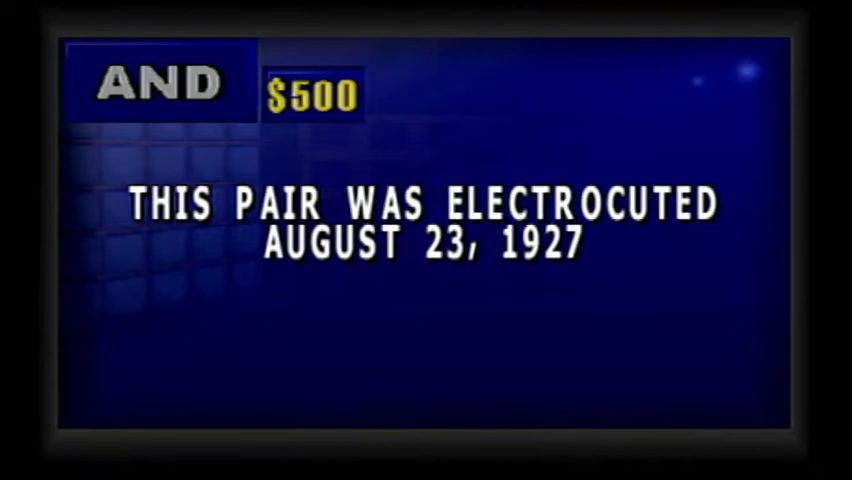 AND
$500
THIS PAIR WAS ELECTROCUTED
AUGUST 23, 1927